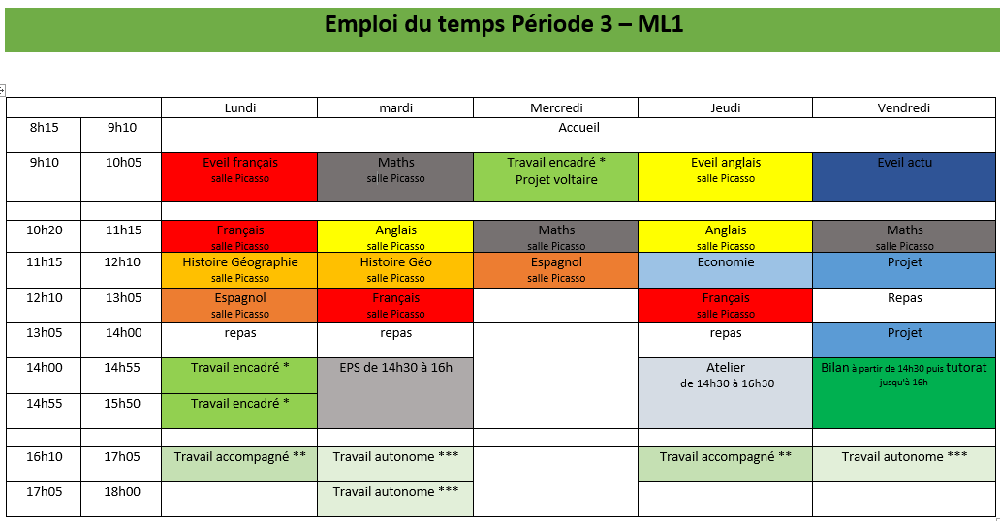 Emploi du temps Période 3 – ML1
Lundi mardi Mercredi Jeudi Vendredi
8h15 9h10 Accueil
9h10 10h05 Eveil français Maths Travail encadré * Eveil anglais Eveil actu
salle Picasso salle Picasso Projet voltaire salle Picasso
10h20 11h15 Français Anglais Maths Anglais Maths
salle Picasso salle Picasso salle Picasso salle Picasso salle Picasso
11h15 12h10 Histoire Géographie Histoire Géo Espagnol Economie Projet
salle Picasso salle Picasso salle Picasso
12h10 13h05 Espagnol Français Français Repas
salle Picasso salle Picasso salle Picasso
13h05 14h00 repas repas repas Projet
14h00 14h55 Travail encadré * EPS de 14h30 à 16h Atelier Bilan à partir de 14h30 puis tutorat
de 14h30 à 16h30 jusqu'à 16h
14h55 15h50 Travail encadré *
16h10 17h05 Travail accompagné ** Travail autonome *** Travail accompagné ** Travail autonome ***
17h05 18h00 Travail autonome ***